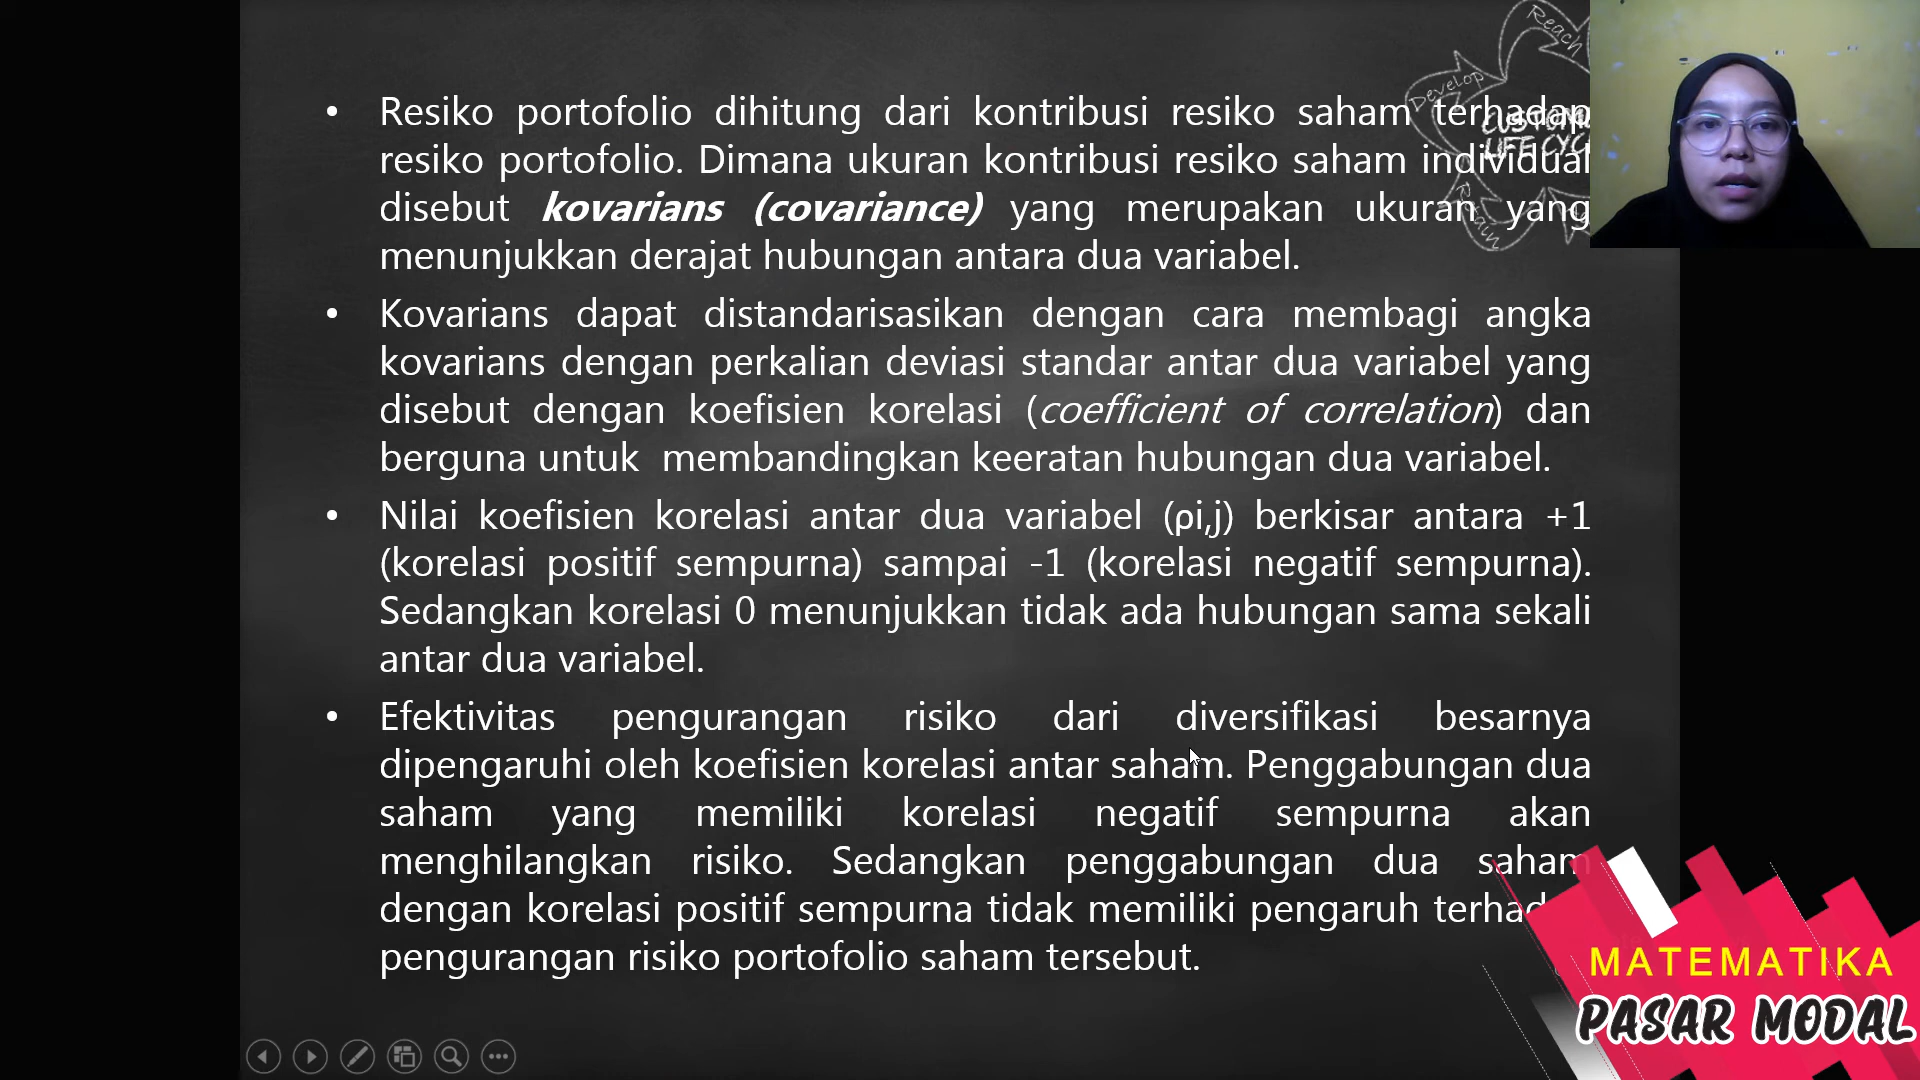 Reach
Develop
CUSTOM
LIFE CYC
Retain
• Resiko portofolio dihitung dari kontribusi resiko saham terhadap
resiko portofolio. Dimana ukuran kontribusi resiko saham individual
disebut kovarians (covariance) yang merupakan ukuran yang
menunjukkan derajat hubungan antara dua variabel.
• Kovarians dapat distandarisasikan dengan cara membagi angka
kovarians dengan perkalian deviasi standar antar dua variabel yang
disebut dengan koefisien korelasi (coefficient of correlation) dan
berguna untuk membandingkan keeratan hubungan dua variabel.
• Nilai koefisien korelasi antar dua variabel (ρi,j) berkisar antara +1
(korelasi positif sempurna) sampai -1 (korelasi negatif sempurna).
Sedangkan korelasi 0 menunjukkan tidak ada hubungan sama sekali
antar dua variabel.
• Efektivitas pengurangan risiko dari diversifikasi besarnya
dipengaruhi oleh koefisien korelasi antar saham. Penggabungan dua
saham yang memiliki korelasi negatif sempurna akan
menghilangkan risiko. Sedangkan penggabungan dua saham
dengan korelasi positif sempurna tidak memiliki pengaruh terhad
pengurangan risiko portofolio saham tersebut.
MATEMATIKA
PASAR MODAL